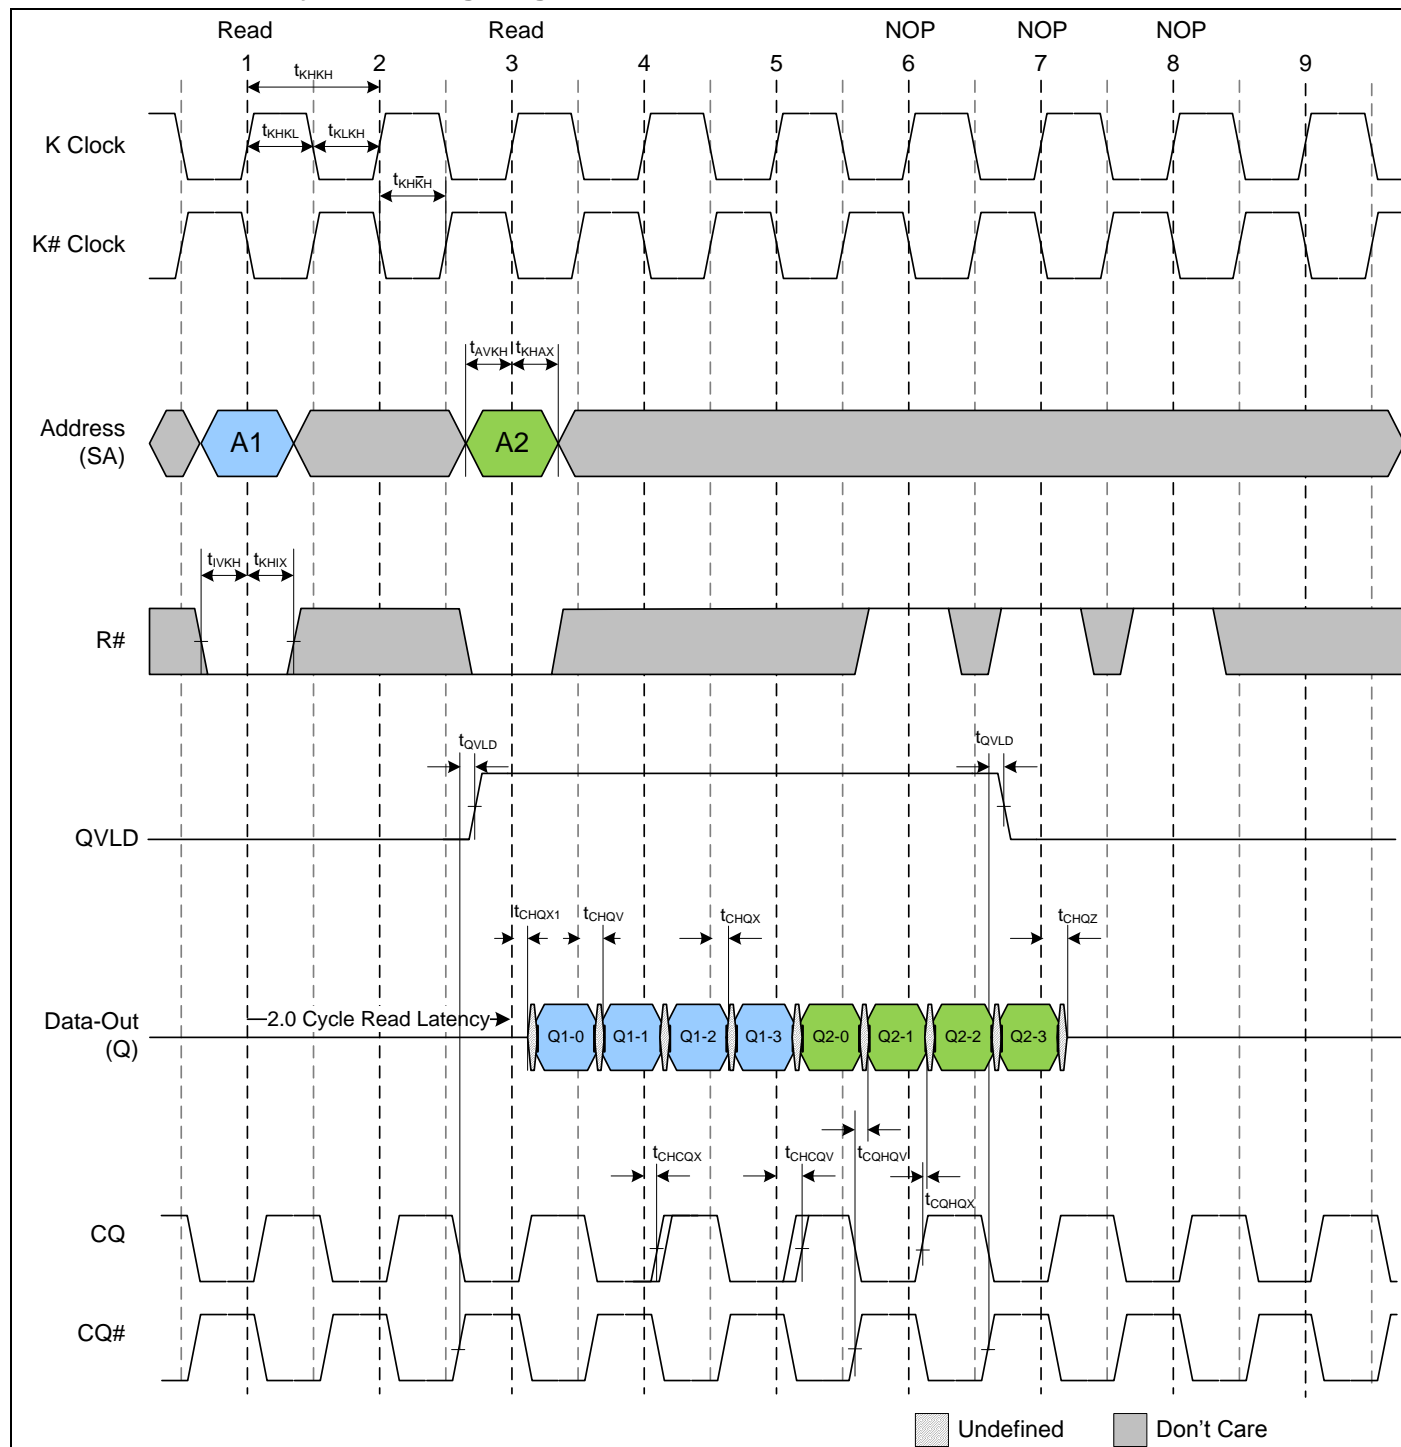 Read Read NOP NOP NOP
1 2 3 4 5 6 7 8 9
tKHKH
K Clock
tKHKL tKLKH
tKHK̅H
K# Clock
tAVKH tKHAX
Address
(SA)
A1 A2
tIVKH tKHIX
R#
tQVLD tQVLD
QVLD
tCHQX1 tCHQV tCHQX tCHQZ
Data-Out
(Q)
2.0 Cycle Read Latency
Q1-0 Q1-1 Q1-2 Q1-3 Q2-0 Q2-1 Q2-2 Q2-3
tCHCQX tCHCQV tCQHQV
tCQHQX
CQ
CQ#
Undefined Don't Care